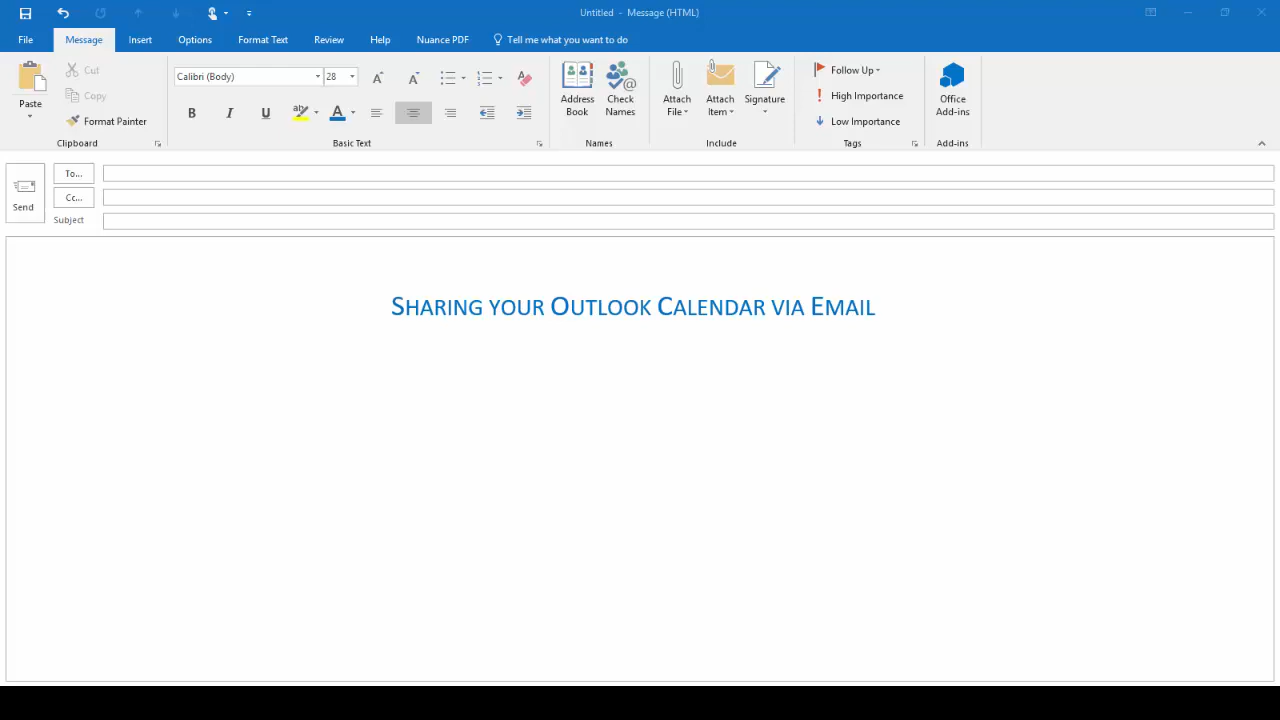 Untitled - Message (HTML)
File Message Insert Options Format Text Review Help Nuance PDF Tell me what you want to do
Paste
Cut
Copy
Format Painter
Clipboard
Calibri (Body) 28
B I U ab A
Basic Text
Address Book
Check Names
Names
Attach File
Attach Item
Signature
Include
Follow Up
High Importance
Low Importance
Tags
Office Add-ins
Add-ins
Send
To...
Cc...
Subject
Sharing your Outlook Calendar via Email